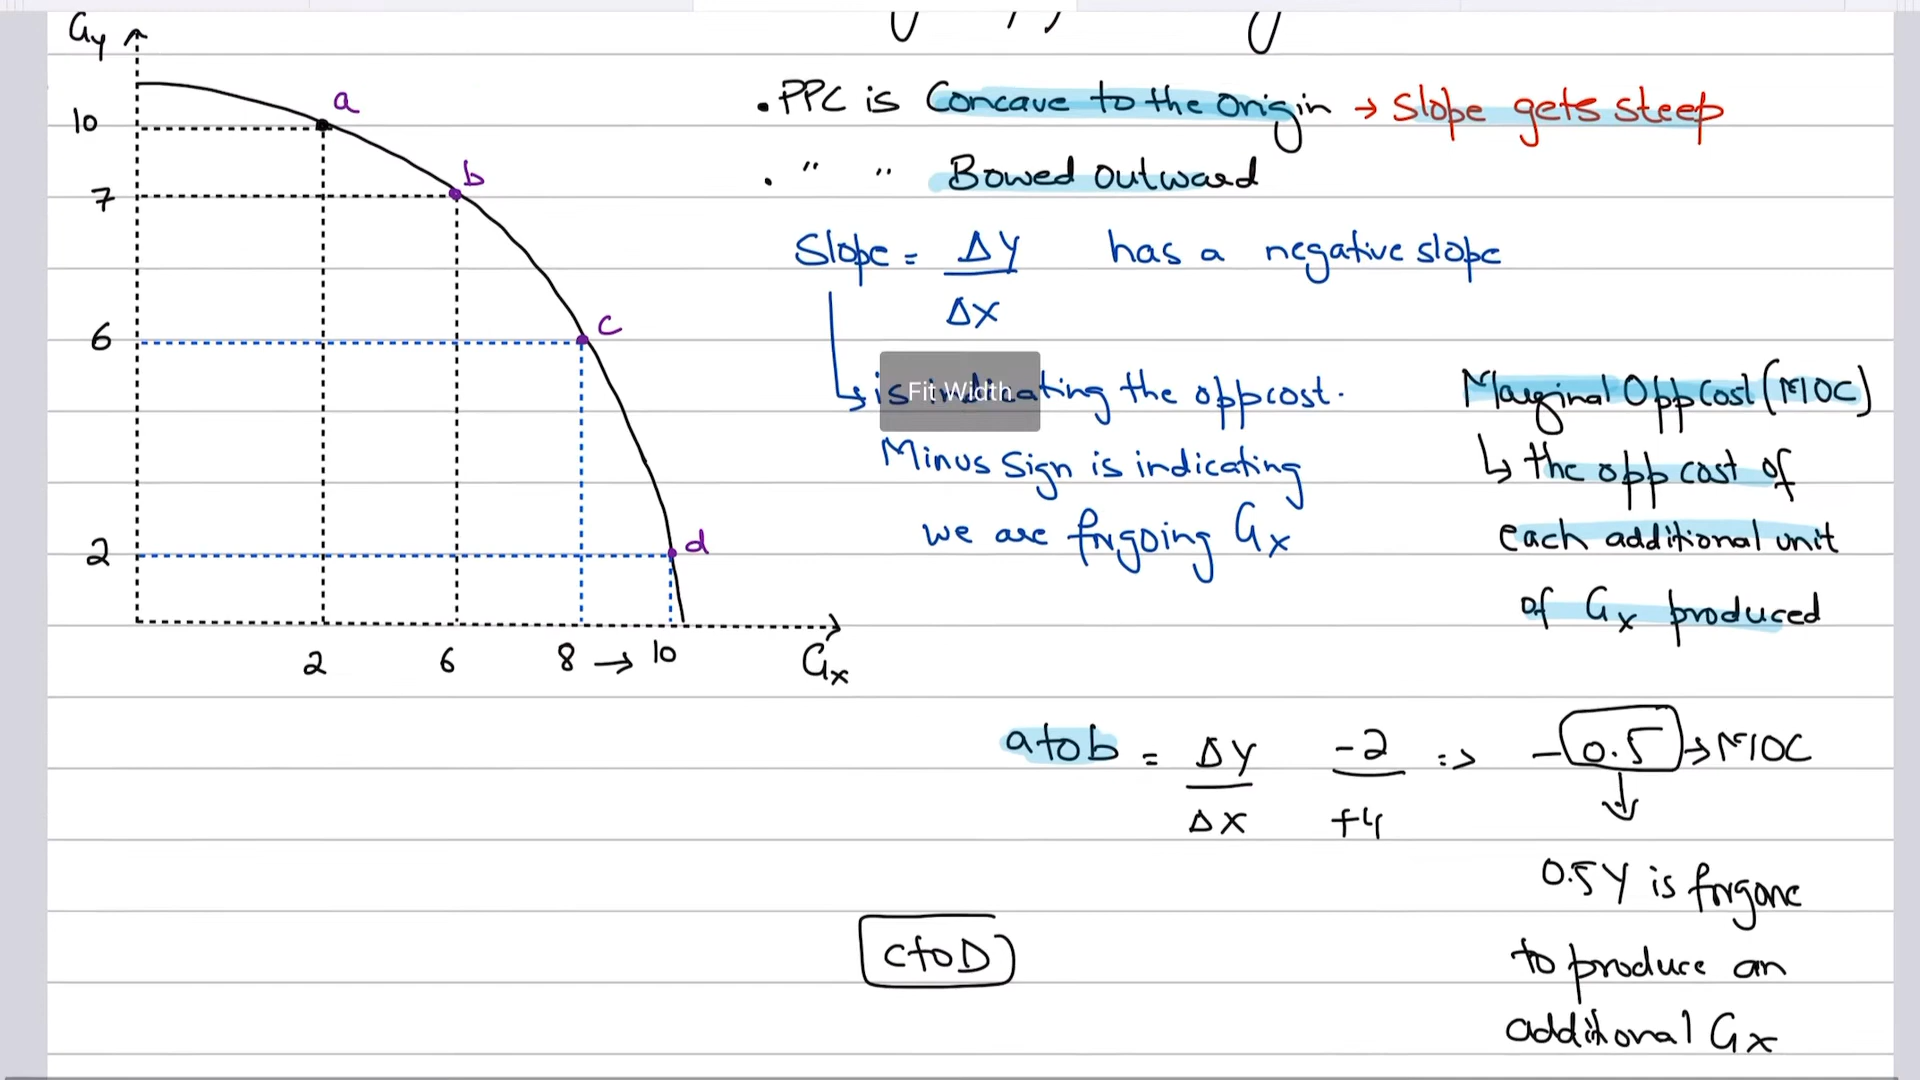 Gy
10
7
6
2
a
b
c
d
2 6 8 → 10 Gx
. PPC is Concave to the origin → Slope gets steep
. " " Bowed outward
Slope = ΔY has a negative slope
ΔX
↳ is indicating the opp cost.
Fit Width
Minus Sign is indicating
we are forgoing Gx
Marginal Opp Cost (MOC)
↳ the opp cost of
each additional unit
of Gx produced
a to b = ΔY -2 => -0.5 → MOC
ΔX +4
↓
0.5Y is forgone
to produce an
additional Gx
C to D